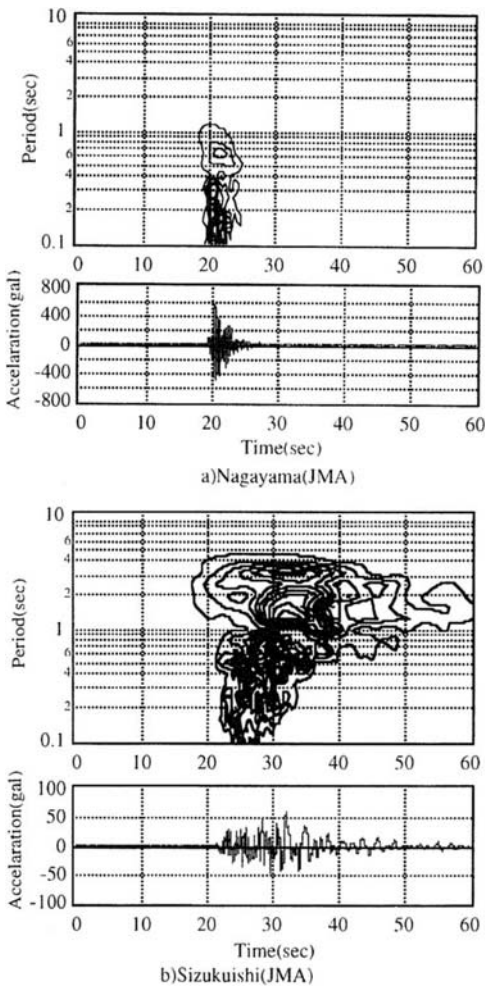 10
6
4
2
1
6
4
2
0.1
Period(sec)
0 10 20 30 40 50 60
800
400
0
-400
-800
Accelaration(gal)
0 10 20 30 40 50 60
Time(sec)
a)Nagayama(JMA)
10
6
4
2
1
6
4
2
0.1
Period(sec)
0 10 20 30 40 50 60
100
50
0
-50
-100
Accelaration(gal)
0 10 20 30 40 50 60
Time(sec)
b)Sizukuishi(JMA)